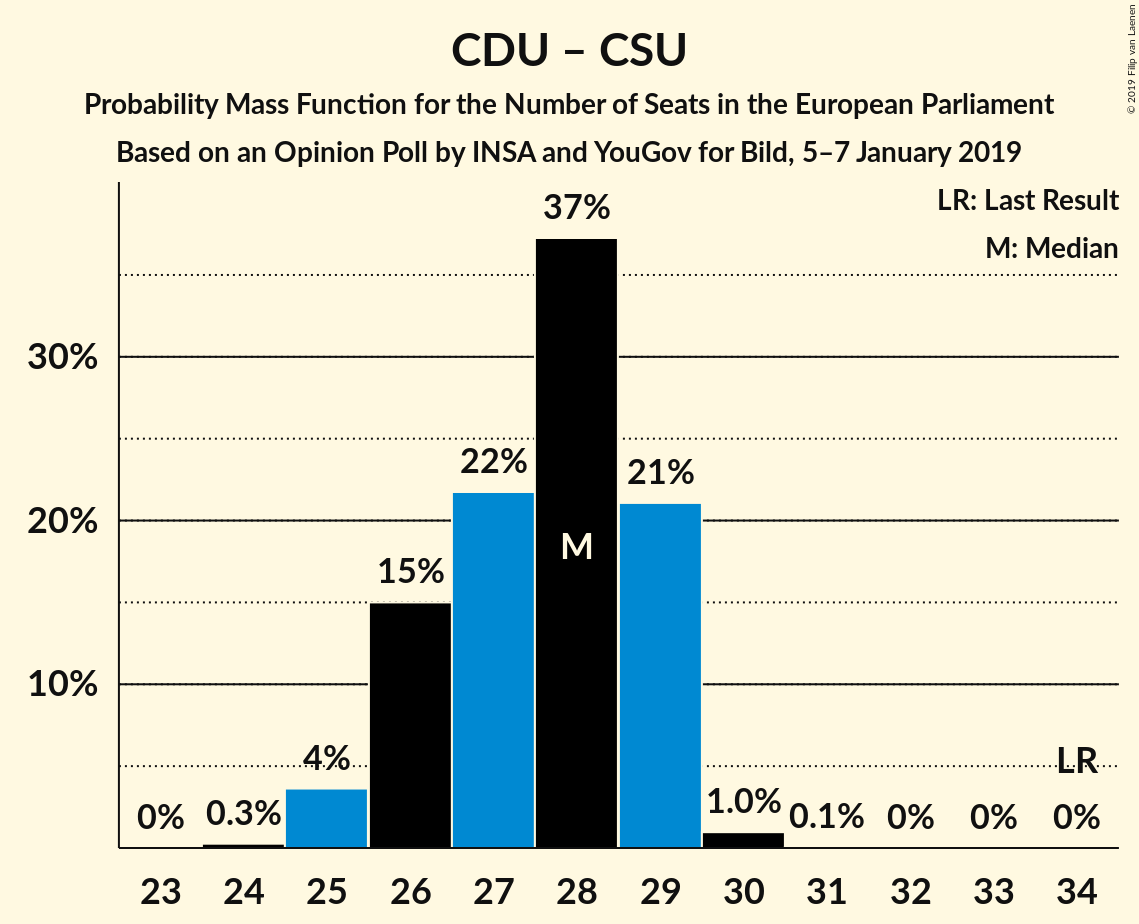 CDU – CSU
Probability Mass Function for the Number of Seats in the European Parliament
Based on an Opinion Poll by INSA and YouGov for Bild, 5–7 January 2019
© 2019 Filip van Laenen
LR: Last Result
M: Median
30%
20%
10%
0%
0.3%
4%
15%
22%
37%
M
21%
1.0%
0.1%
0%
0%
LR
0%
23 24 25 26 27 28 29 30 31 32 33 34